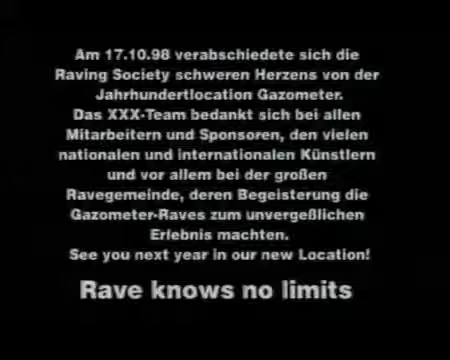 Am 17.10.98 verabschiedete sich die
Raving Society schweren Herzens von der
Jahrhundertlocation Gazometer.
Das XXX-Team bedankt sich bei allen
Mitarbeitern und Sponsoren, den vielen
nationalen und internationalen Künstlern
und vor allem bei der großen
Ravegemeinde, deren Begeisterung die
Gazometer-Raves zum unvergeßlichen
Erlebnis machten.
See you next year in our new Location!
Rave knows no limits